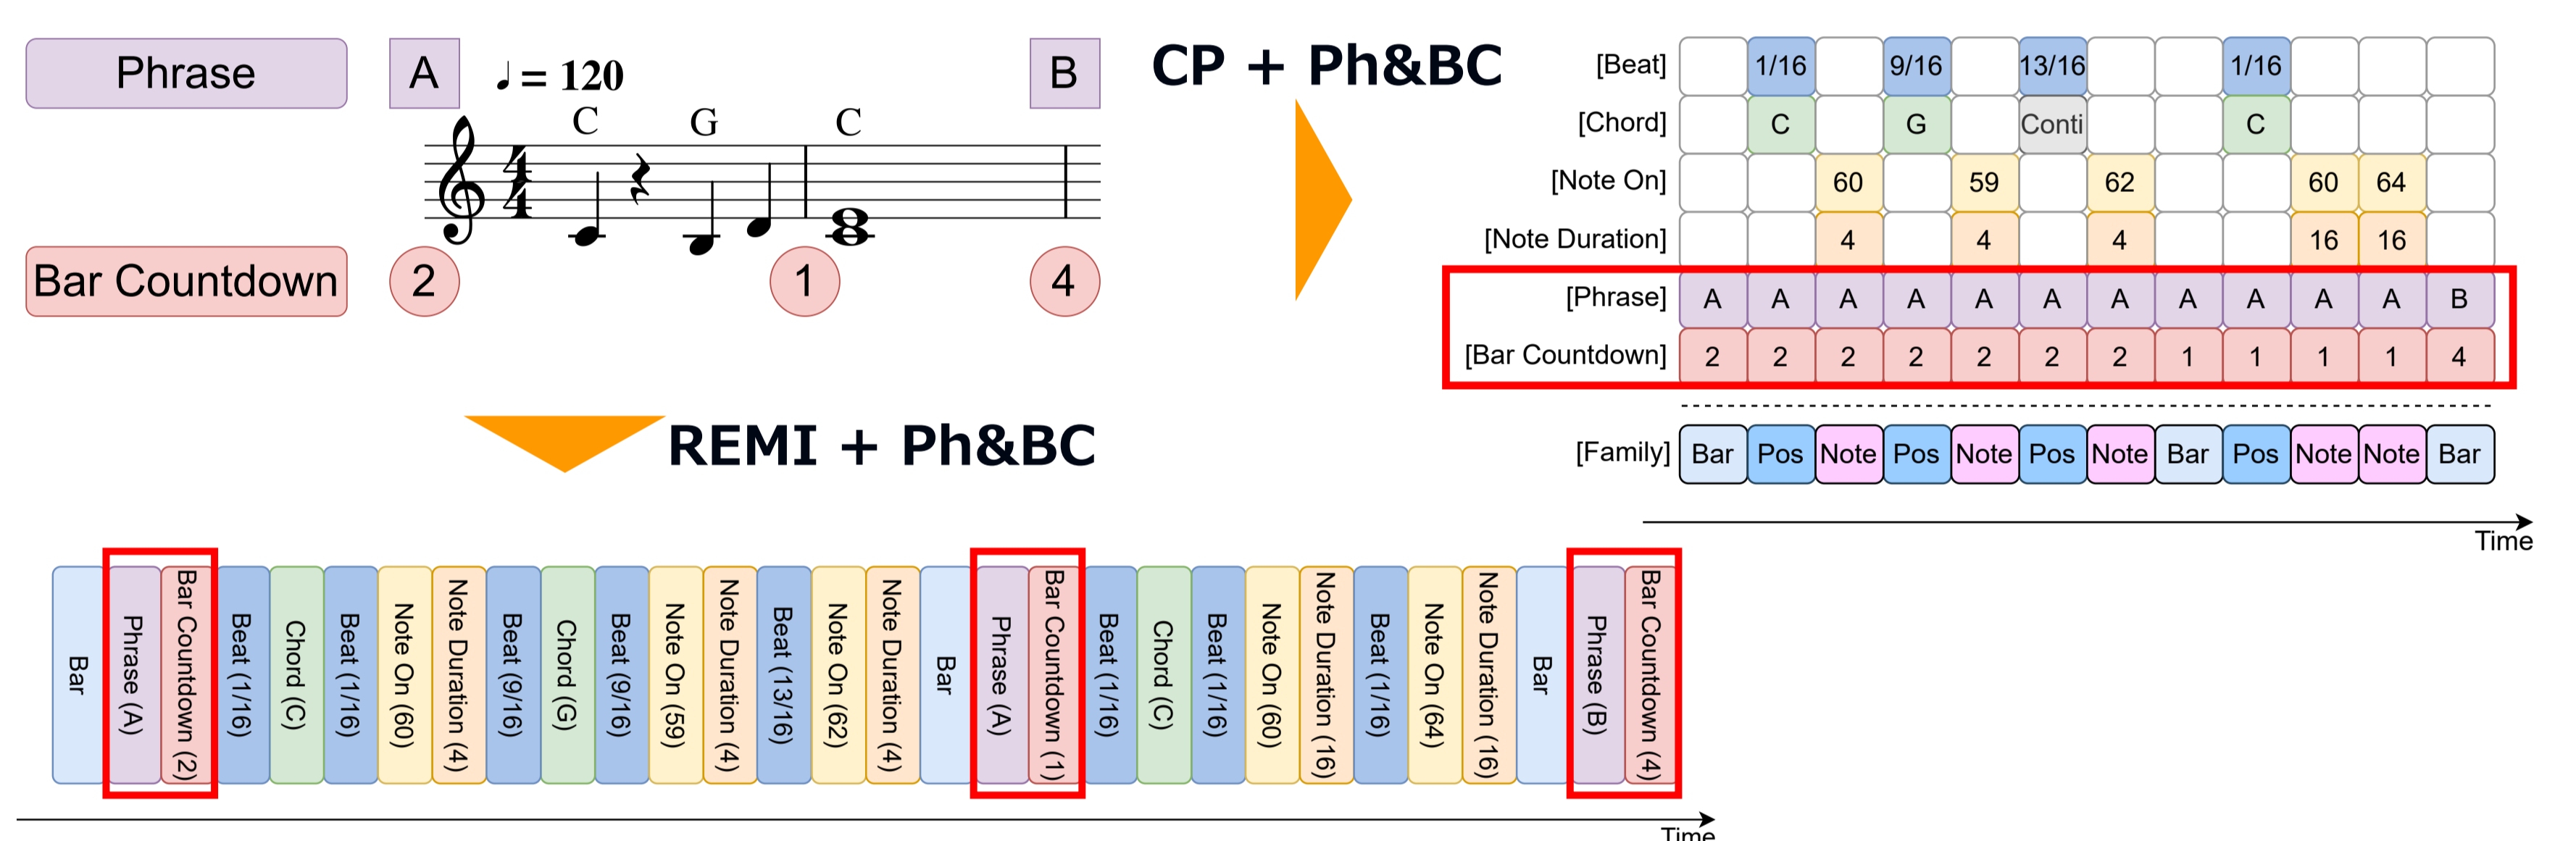 Phrase
A
♩ = 120
B
C G C
4
4
Bar Countdown
2
1
4
CP + Ph&BC
[Beat] 1/16 9/16 13/16 1/16
[Chord] C G Conti C
[Note On] 60 59 62 60 64
[Note Duration] 4 4 4 16 16
[Phrase] A A A A A A A A A A A B
[Bar Countdown] 2 2 2 2 2 2 2 1 1 1 1 4
[Family] Bar Pos Note Pos Note Pos Note Bar Pos Note Note Bar
Time
REMI + Ph&BC
Bar
Phrase (A)
Bar Countdown (2)
Beat (1/16)
Chord (C)
Beat (1/16)
Note On (60)
Note Duration (4)
Beat (9/16)
Chord (G)
Beat (9/16)
Note On (59)
Note Duration (4)
Beat (13/16)
Note On (62)
Note Duration (4)
Bar
Phrase (A)
Bar Countdown (1)
Beat (1/16)
Chord (C)
Beat (1/16)
Note On (60)
Note Duration (16)
Beat (1/16)
Note On (64)
Note Duration (16)
Bar
Phrase (B)
Bar Countdown (4)
Time